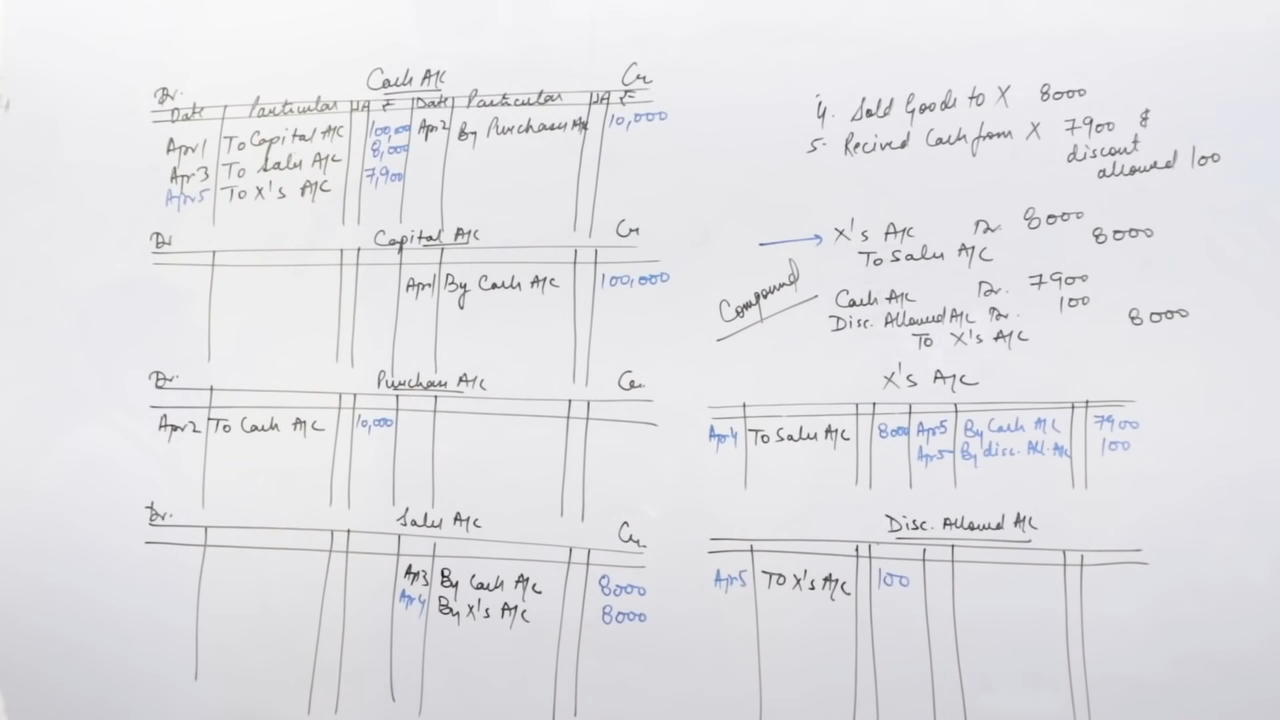 Cash A/C
Dr. Cr
Date Particular JA ₹ Date Particular JA ₹
Apr1 To Capital A/C 100,000 Apr2 By Purchase A/c 10,000
Apr3 To Sales A/C 8,000
Apr5 To X's A/C 7,900
Dr Capital A/C Cr
Apr1 By Cash A/C 100,000
Dr. Purchase A/C Cr.
Apr2 To Cash A/C 10,000
Dr. Sales A/C Cr
Apr3 By Cash A/C 8000
Apr4 By X's A/C 8000
4. Sold Goods to X 8000
5. Recived Cash from X 7900 &
discout
allowed 100
X's A/C Dr. 8000
To Sales A/C 8000
Compound
Cash A/C Dr. 7900
Disc. Allowed A/C Dr. 100
To X's A/C 8000
X's A/C
Apr4 To Sales A/C 8000 Apr5 By Cash A/C 7900
Apr5 By disc. All. A/c 100
Disc. Allowed A/C
Apr5 TO X's A/C 100